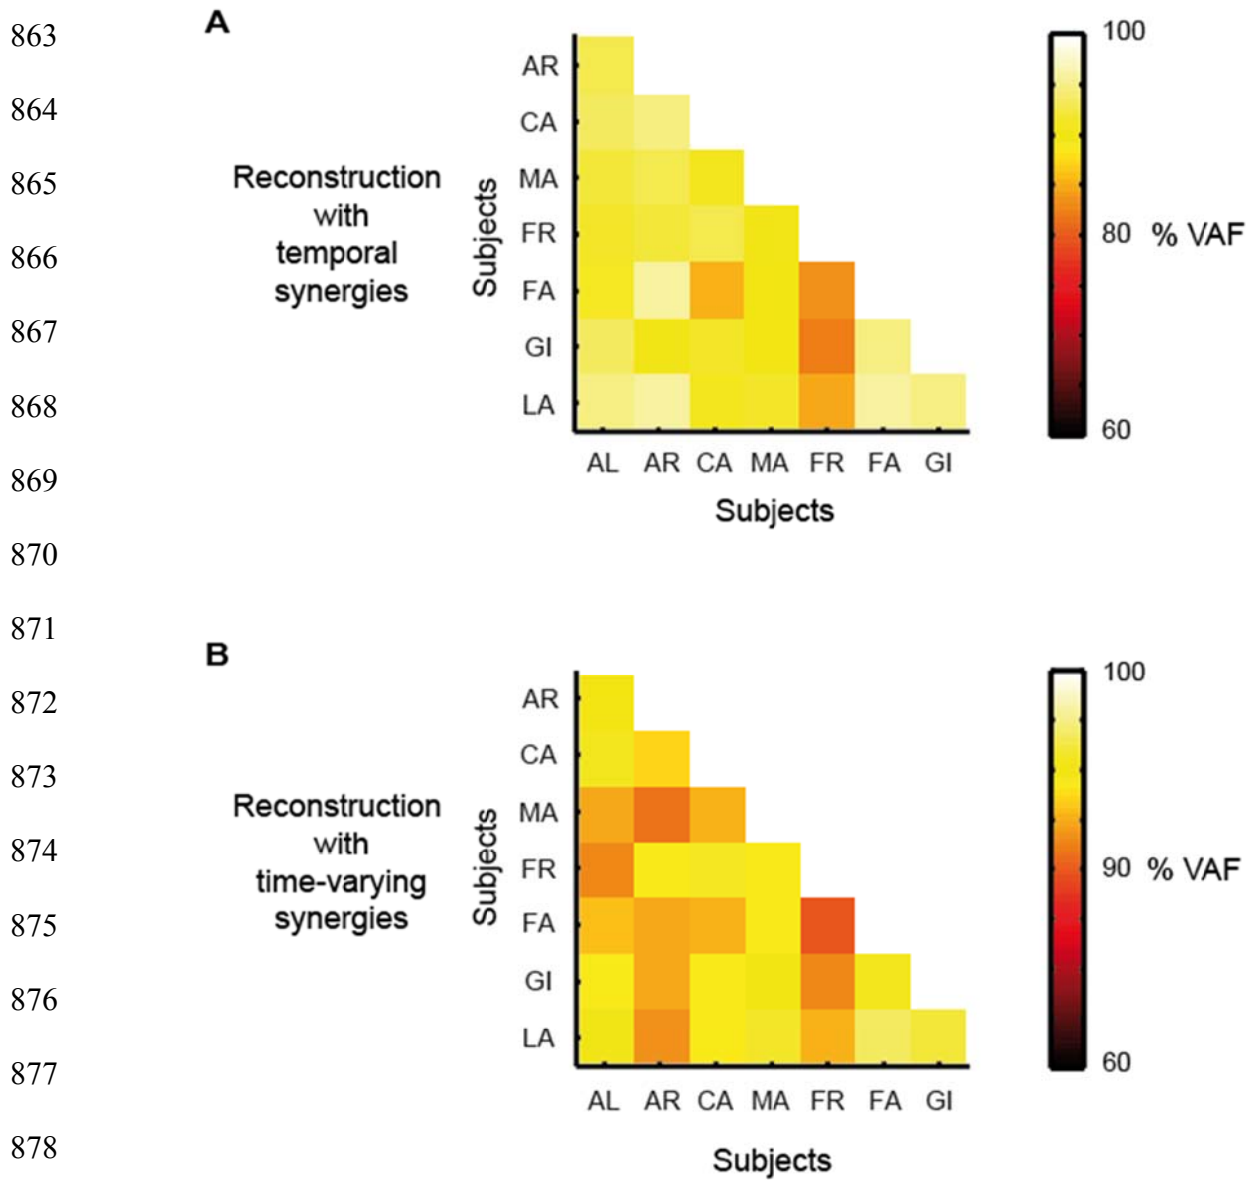 863
864
865
866
867
868
869
870
871
872
873
874
875
876
877
878
A
Reconstruction
with
temporal
synergies
Subjects
AR
CA
MA
FR
FA
GI
LA
AL AR CA MA FR FA GI
Subjects
100
80 % VAF
60
B
Reconstruction
with
time-varying
synergies
Subjects
AR
CA
MA
FR
FA
GI
LA
AL AR CA MA FR FA GI
Subjects
100
90 % VAF
60